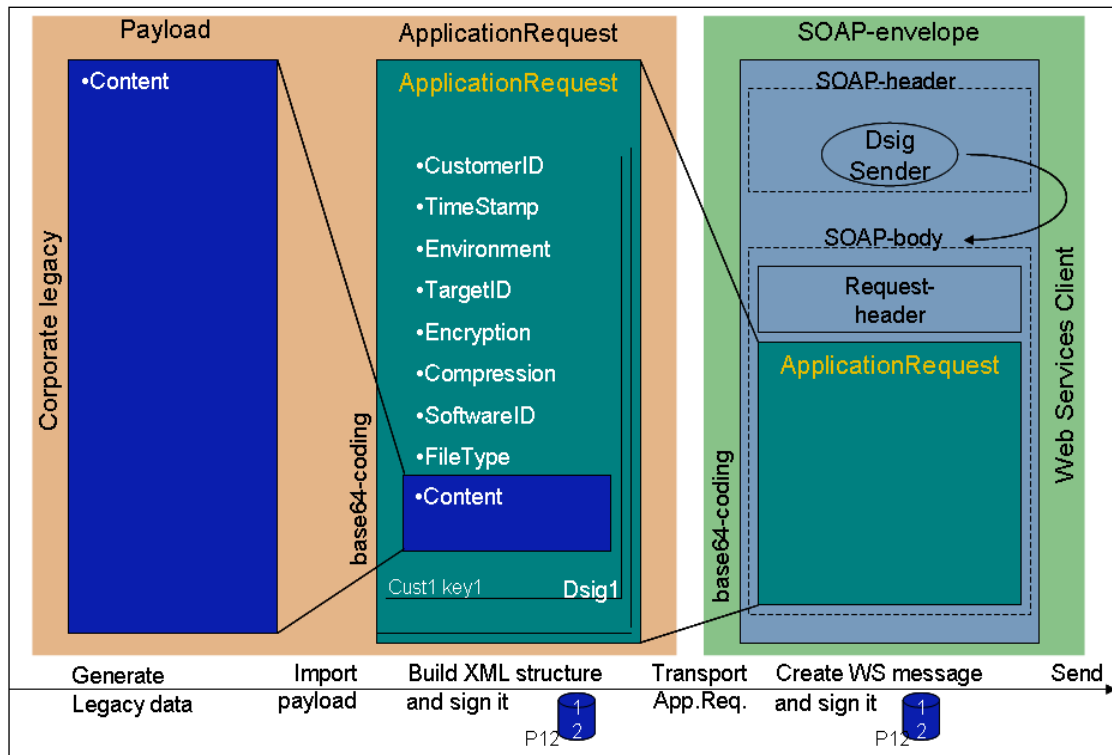 Payload
ApplicationRequest
SOAP-envelope
•Content
ApplicationRequest
•CustomerID
•TimeStamp
•Environment
•TargetID
•Encryption
•Compression
•SoftwareID
•FileType
•Content
Cust1 key1
Dsig1
SOAP-header
Dsig
Sender
SOAP-body
Request-
header
ApplicationRequest
Corporate legacy
base64-coding
base64-coding
Web Services Client
Generate
Legacy data
Import
payload
Build XML structure
and sign it
1
2
P12
Transport
App.Req.
Create WS message
and sign it
1
2
P12
Send